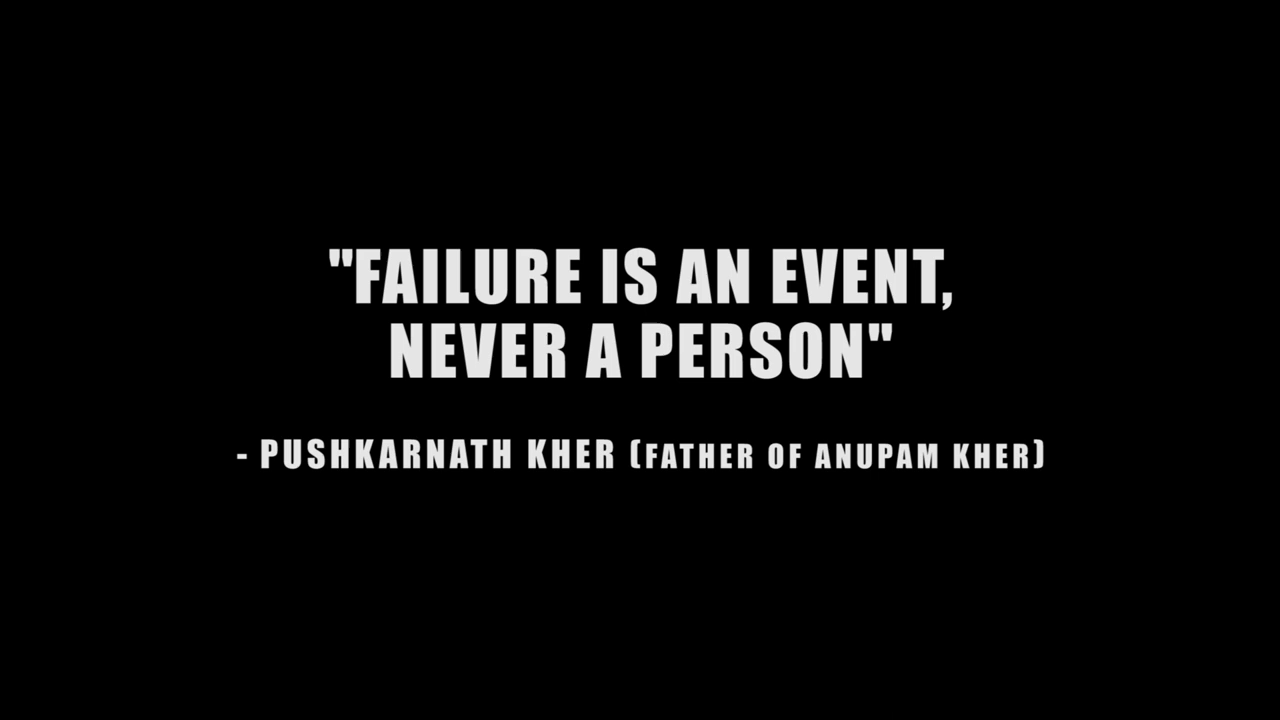 "FAILURE IS AN EVENT,
NEVER A PERSON"
- PUSHKARNATH KHER (FATHER OF ANUPAM KHER)